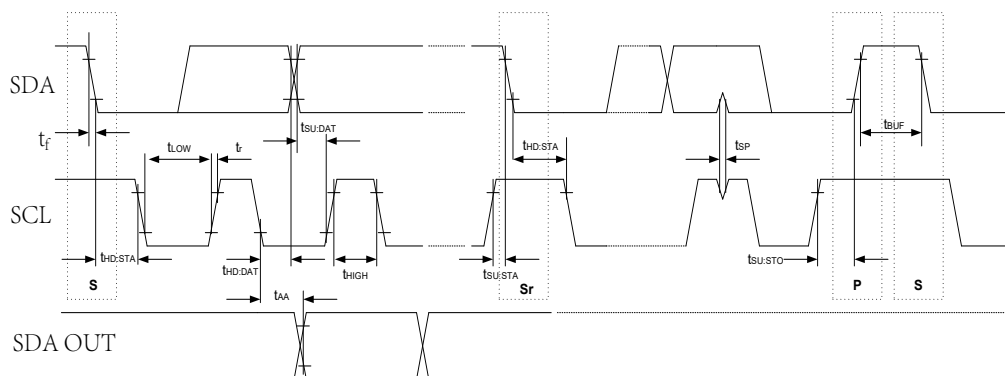 SDA
tf
tSU:DAT
tLOW
tr
tHD:STA
tSP
tBUF
SCL
tHD:STA
tHD:DAT
tHIGH
tSU:STA
tSU:STO
S
Sr
P
S
tAA
SDA OUT